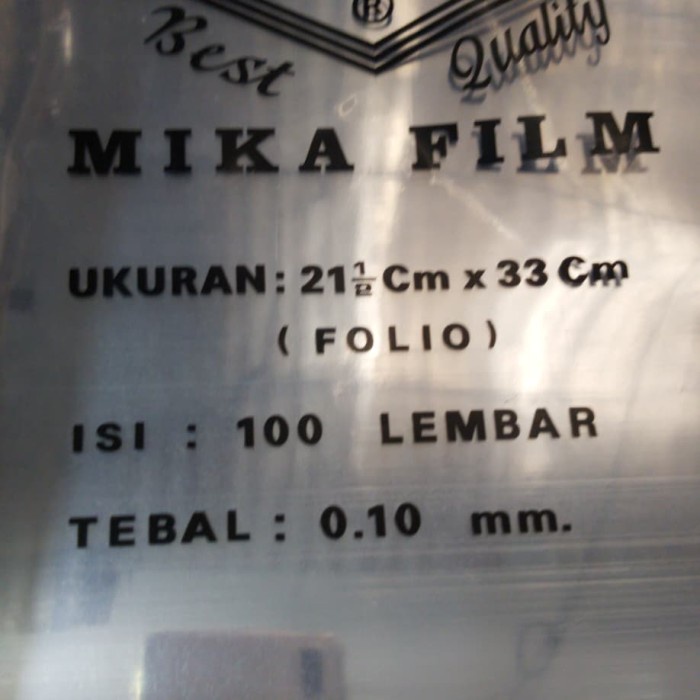 ®
Best Quality
MIKA FILM
UKURAN: 21½ Cm x 33 Cm
( FOLIO )
ISI : 100 LEMBAR
TEBAL : 0.10 mm.